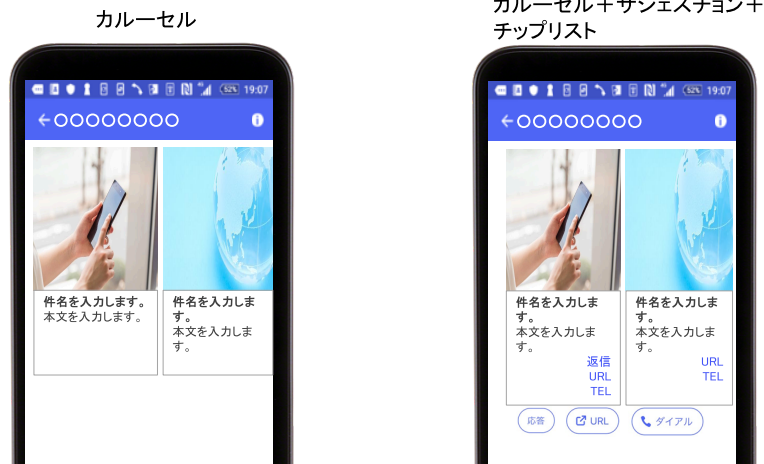 カルーセル
カルーセル＋サジェスチョン＋
チップリスト
52% 19:07
←○○○○○○○○
件名を入力します。
本文を入力します。
件名を入力しま
す。
本文を入力しま
す。
52% 19:07
←○○○○○○○○
件名を入力しま
す。
本文を入力しま
す。
返信
URL
TEL
件名を入力しま
す。
本文を入力しま
す。
URL
TEL
応答
URL
ダイアル